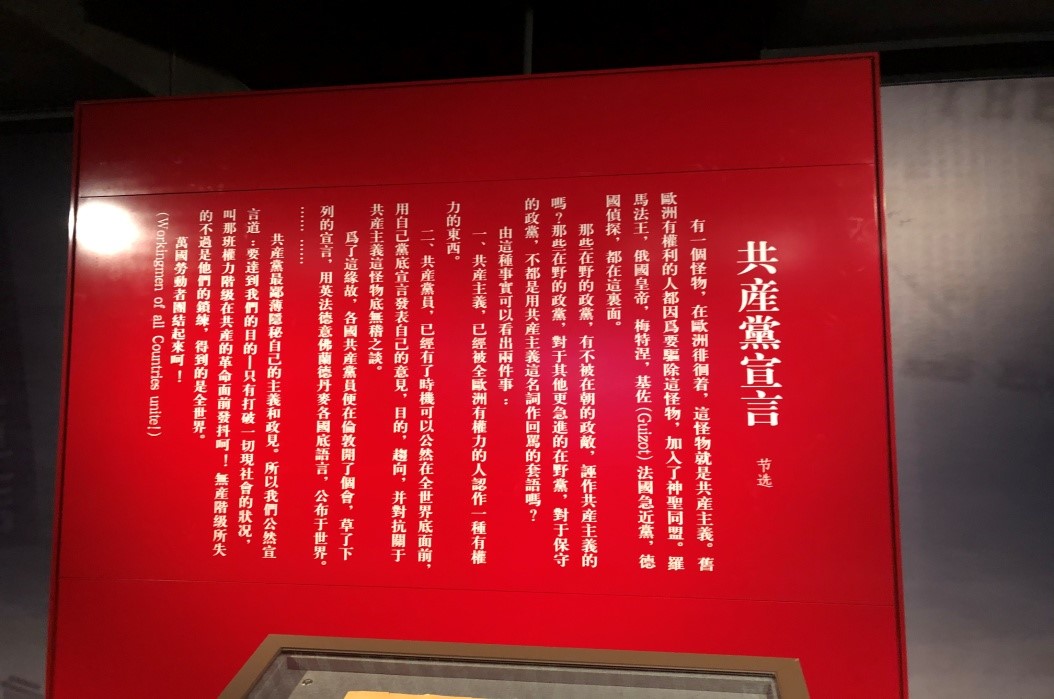 共産黨宣言
节选
有一個怪物，在歐洲徘徊着，這怪物就是共産主義。舊
歐洲有權利的人都因爲要驅除這怪物，加入了神聖同盟。羅
馬法王，俄國皇帝，梅特涅，基佐(Guizot)法國急近黨，德
國偵探，都在這裏面。
那些在野的政黨，有不被在朝的政敵，誣作共産主義的
嗎？那些在野的政黨，對于其他更急進的在野黨，對于保守
的政黨，不都是用共産主義這名詞作回罵的套語嗎？
由這種事實可以看出兩件事：
一、共産主義，已經被全歐洲有權力的人認作一種有權
力的東西。
二、共産黨員，已經有了時機可以公然在全世界底面前，
用自己黨底宣言發表自己的意見，目的，趨向，并對抗關于
共産主義這怪物底無稽之談。
爲了這緣故，各國共産黨員便在倫敦開了個會，草了下
列的宣言，用英法德意佛蘭德丹麥各國底語言，公布于世界。
…… ……
共産黨最鄙薄隱秘自己的主義和政見。所以我們公然宣
言道：要達到我們的目的—只有打破一切現社會的狀况，
叫那班權力階級在共産的革命面前發抖呵！無産階級所失
的不過是他們的鎖鍊，得到的是全世界。
萬國勞動者團結起來呵！
(Workingmen of all Countries unite!)